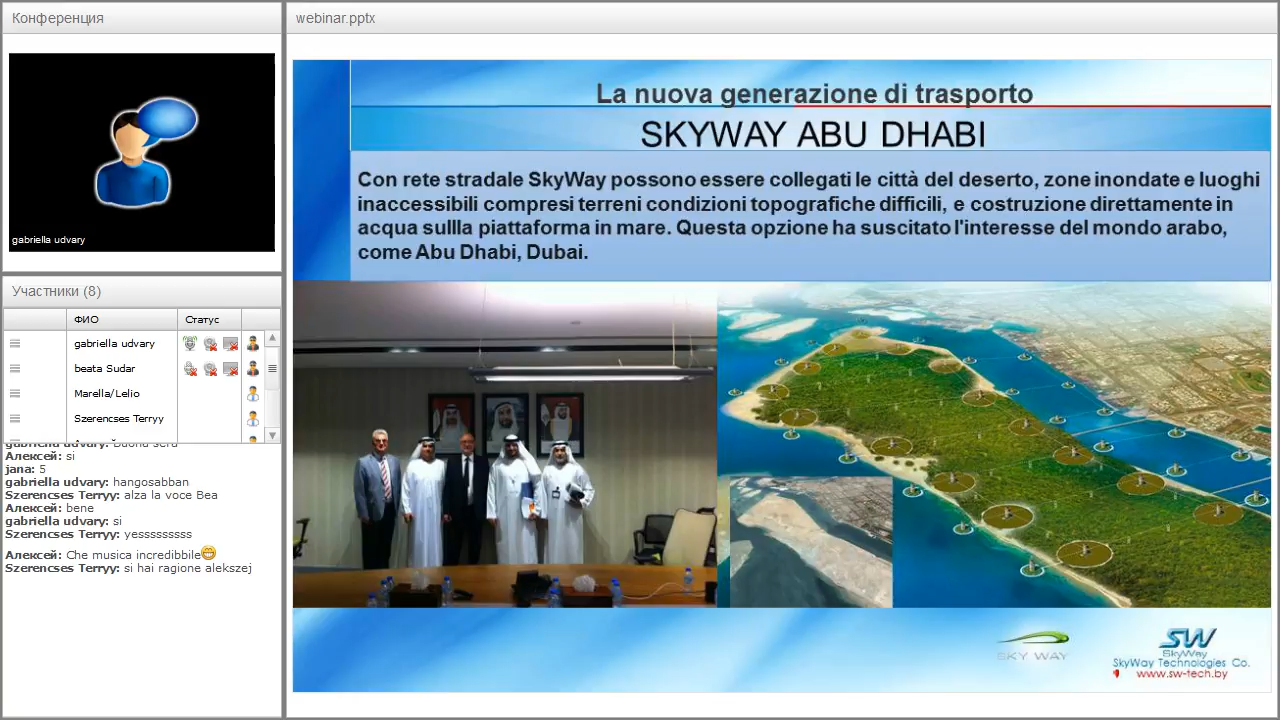 Конференция
gabriella udvary
Участники (8)
ФИО
Статус
gabriella udvary
beata Sudar
Marella/Lelio
Szerencses Terryy
gabriella udvary: Buona sera
Алексей: si
jana: 5
gabriella udvary: hangosabban
Szerencses Terryy: alza la voce Bea
Алексей: bene
gabriella udvary: si
Szerencses Terryy: yesssssssss
Алексей: Che musica incredibbile
Szerencses Terryy: si hai ragione alekszej
webinar.pptx
La nuova generazione di trasporto
SKYWAY ABU DHABI
Con rete stradale SkyWay possono essere collegati le città del deserto, zone inondate e luoghi
inaccessibili compresi terreni condizioni topografiche difficili, e costruzione direttamente in
acqua sullla piattaforma in mare. Questa opzione ha suscitato l'interesse del mondo arabo,
come Abu Dhabi, Dubai.
SKY WAY
SW
SkyWay
SkyWay Technologies Co.
www.sw-tech.by